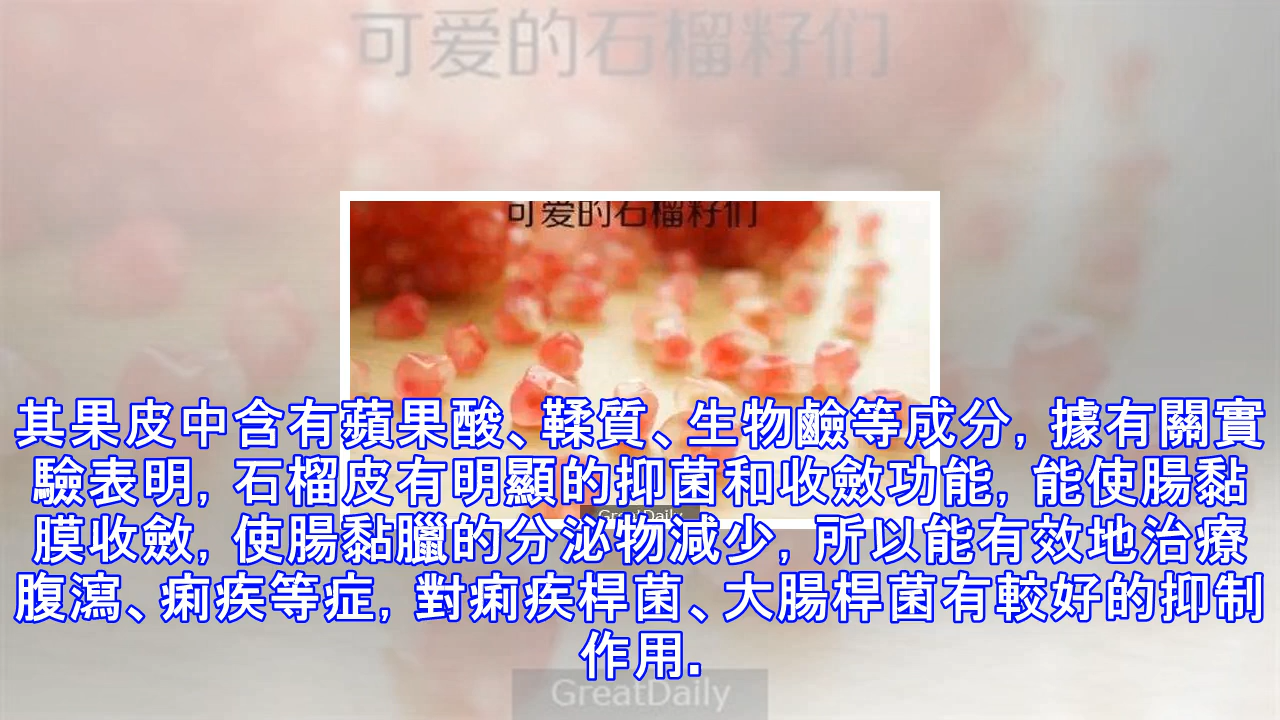 可爱的石榴籽们
可爱的石榴籽们
其果皮中含有蘋果酸、鞣質、生物鹼等成分, 據有關實
驗表明, 石榴皮有明顯的抑菌和收斂功能, 能使腸黏
膜收斂, 使腸黏臘的分泌物減少, 所以能有效地治療
腹瀉、痢疾等症, 對痢疾桿菌、大腸桿菌有較好的抑制
作用.
GreatDaily
GreatDaily